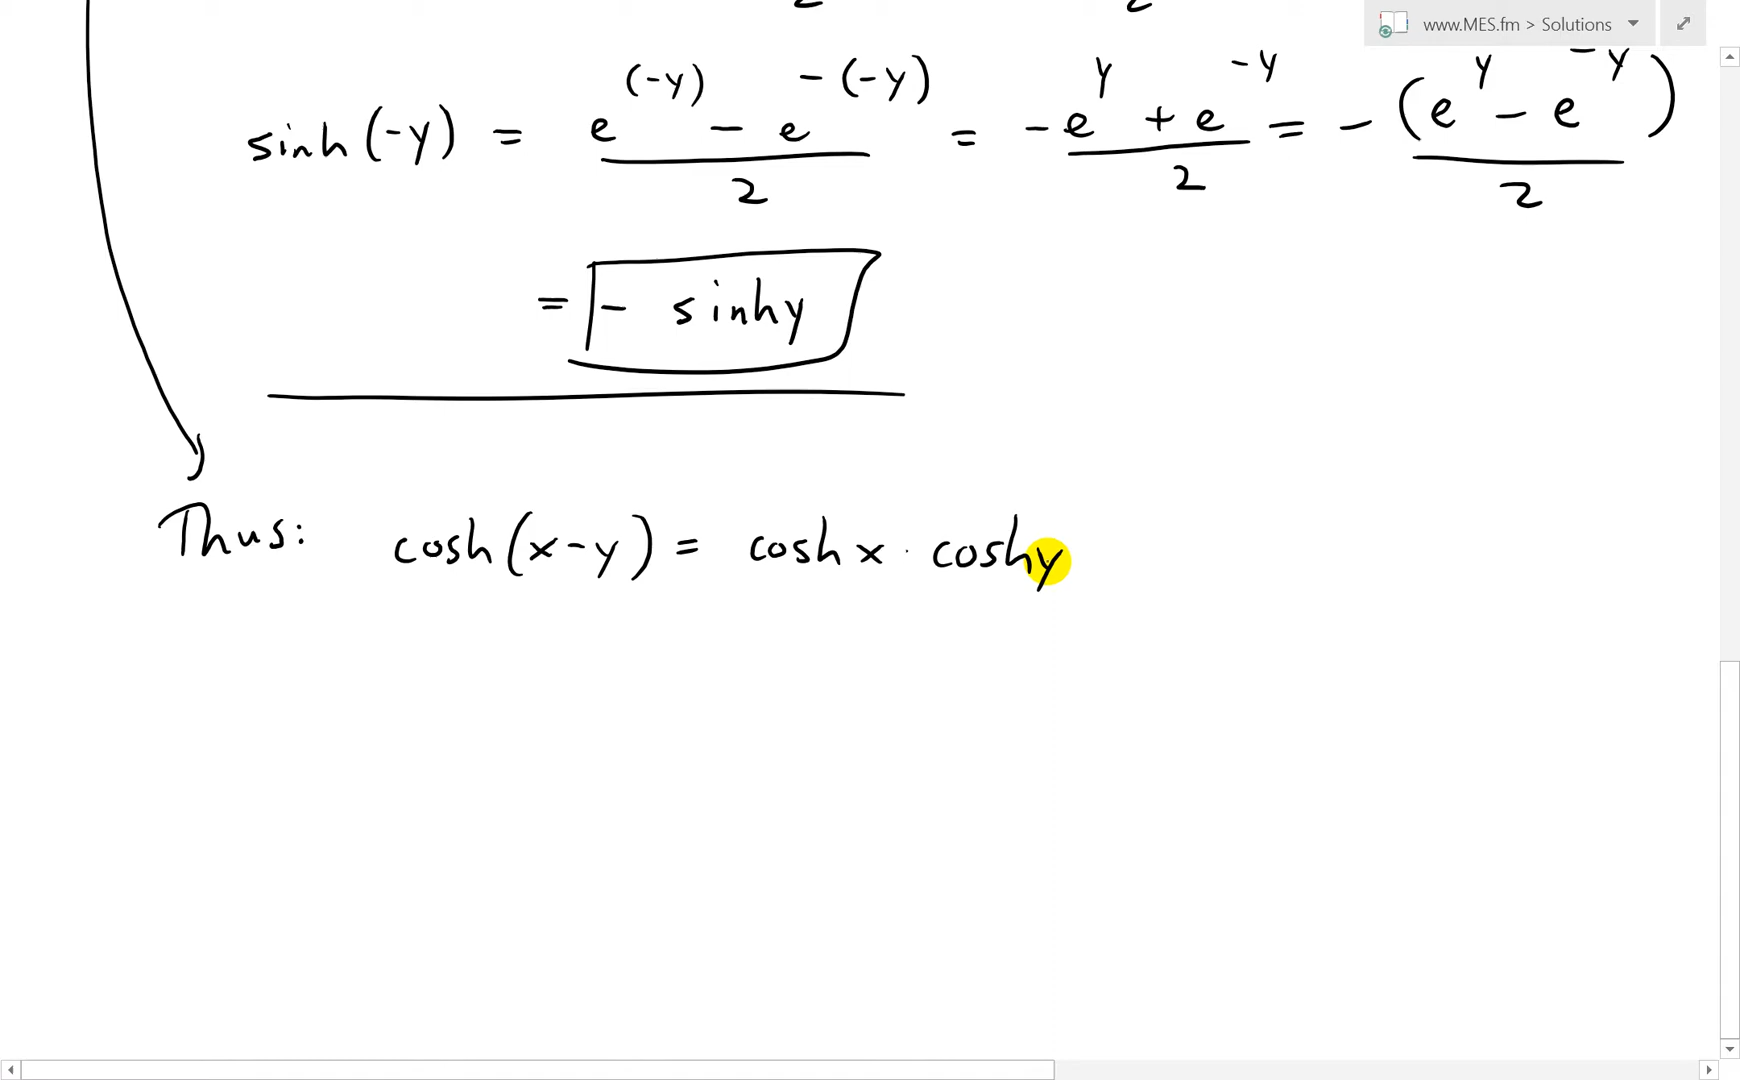 www.MES.fm > Solutions
sinh(-y) = (e^(-y) - e^-(-y))/2 = (-e^y + e^-y)/2 = -(e^y - e^-y)/2
= - sinhy
Thus: cosh(x-y) = coshx · coshy